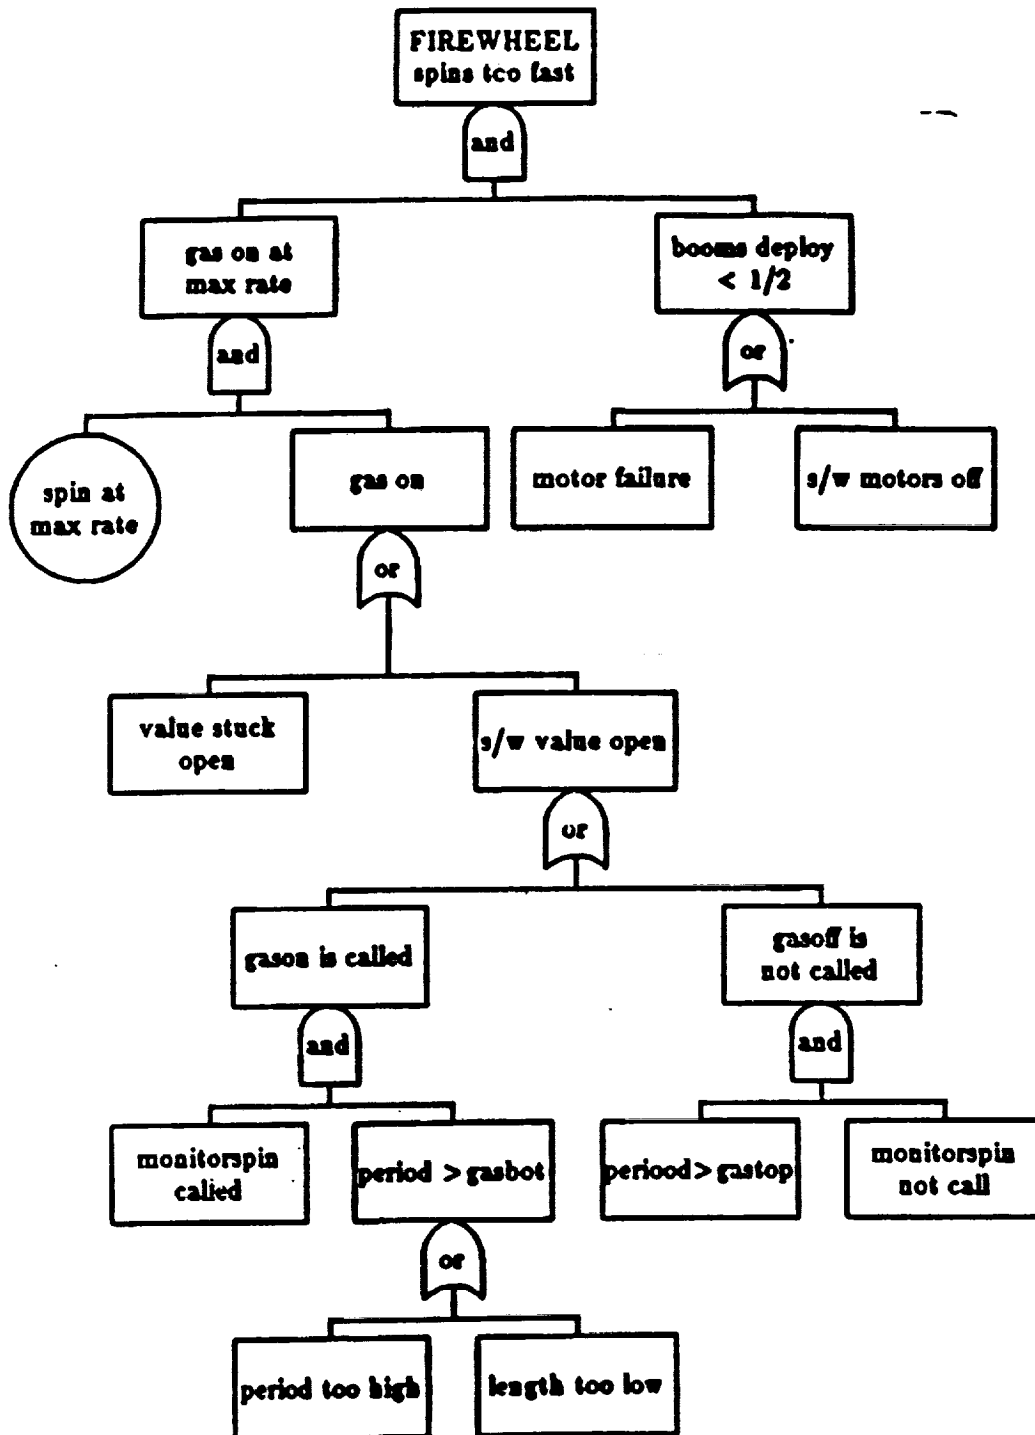 FIREWHEEL
spins too fast
and
gas on at
max rate
booms deploy
< 1/2
and
or
spin at
max rate
gas on
motor failure
s/w motors off
or
value stuck
open
s/w value open
or
gason is called
gasoff is
not called
and
and
monitorspin
called
period > gasbot
periood > gastop
monitorspin
not call
or
period too high
length too low